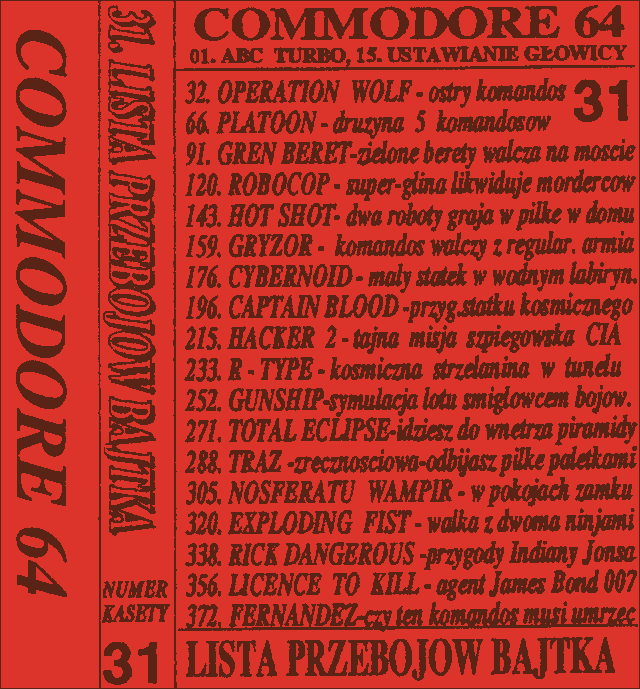 COMMODORE 64
31. LISTA PRZEBOJOW BAJTKA
NUMER
KASETY
31
COMMODORE 64
01. ABC TURBO, 15. USTAWIANIE GŁOWICY
31
32. OPERATION WOLF - ostry komandos
66. PLATOON - druzyna 5 komandosow
91. GREN BERET-zielone berety walcza na moscie
120. ROBOCOP - super-glina likwiduje mordercow
143. HOT SHOT- dwa roboty graja w pilke w domu
159. GRYZOR - komandos walczy z regular. armia
176. CYBERNOID - maly statek w wodnym labiryn.
196. CAPTAIN BLOOD -przyg.statku kosmicznego
215. HACKER 2 - tajna misja szpiegowska CIA
233. R - TYPE - kosmiczna strzelanina w tunelu
252. GUNSHIP-symulacja lotu smiglowcem bojow.
271. TOTAL ECLIPSE-idziesz do wnetrza piramidy
288. TRAZ -zrecznosciowa-odbijasz pilke paletkami
305. NOSFERATU WAMPIR - w pokojach zamku
320. EXPLODING FIST - walka z dwoma ninjami
338. RICK DANGEROUS -przygody Indiany Jonsa
356. LICENCE TO KILL - agent James Bond 007
372. FERNANDEZ-czy ten komandos musi umrzec
LISTA PRZEBOJOW BAJTKA